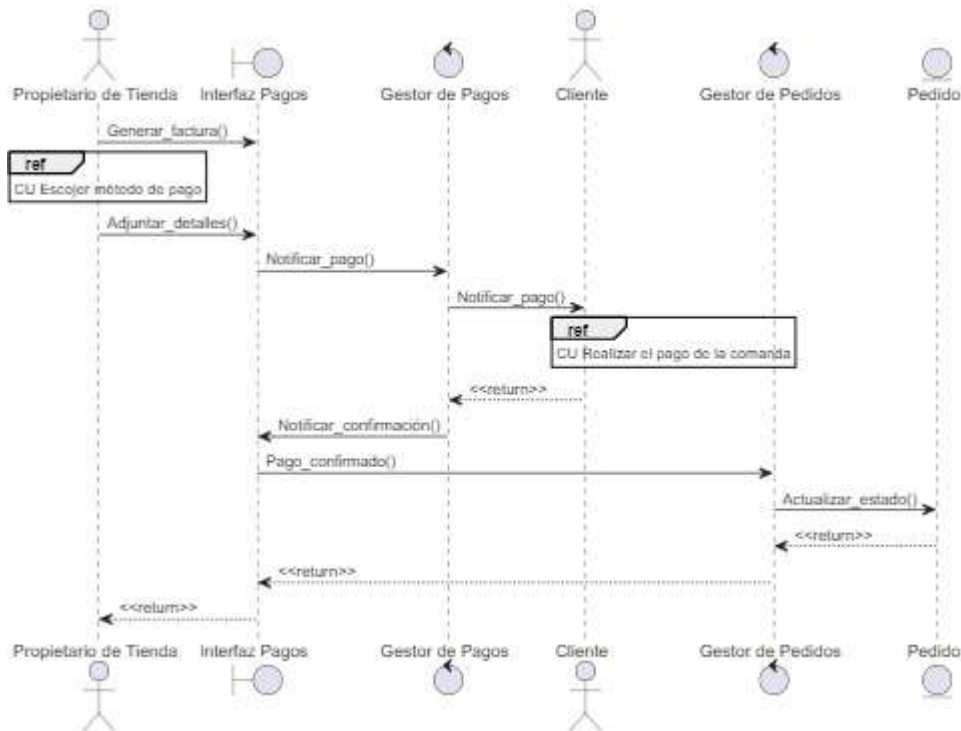 Propietario de Tienda Interfaz Pagos Gestor de Pagos Cliente Gestor de Pedidos Pedido
Generar_factura()
ref
CU Escojer método de pago
Adjuntar_detalles()
Notificar_pago()
Notificar_pago()
ref
CU Realizar el pago de la comanda
<<return>>
Notificar_confirmación()
Pago_confirmado()
Actualizar_estado()
<<return>>
<<return>>
<<return>>
Propietario de Tienda Interfaz Pagos Gestor de Pagos Cliente Gestor de Pedidos Pedido